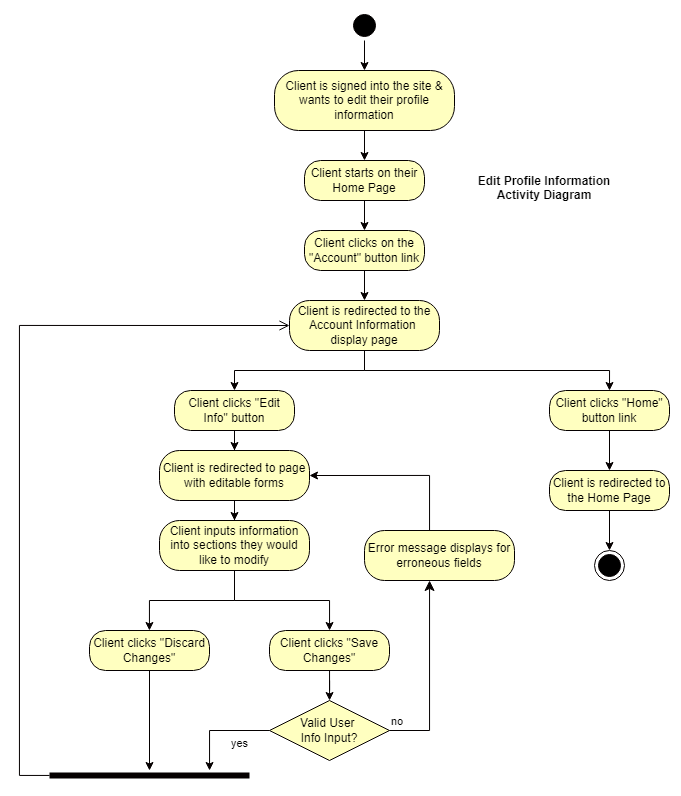 Client is signed into the site &
wants to edit their profile
information
Client starts on their
Home Page
Edit Profile Information
Activity Diagram
Client clicks on the
"Account" button link
Client is redirected to the
Account Information
display page
Client clicks "Edit
Info" button
Client clicks "Home"
button link
Client is redirected to page
with editable forms
Client is redirected to
the Home Page
Client inputs information
into sections they would
like to modify
Error message displays for
erroneous fields
Client clicks "Discard
Changes"
Client clicks "Save
Changes"
Valid User
Info Input?
no
yes